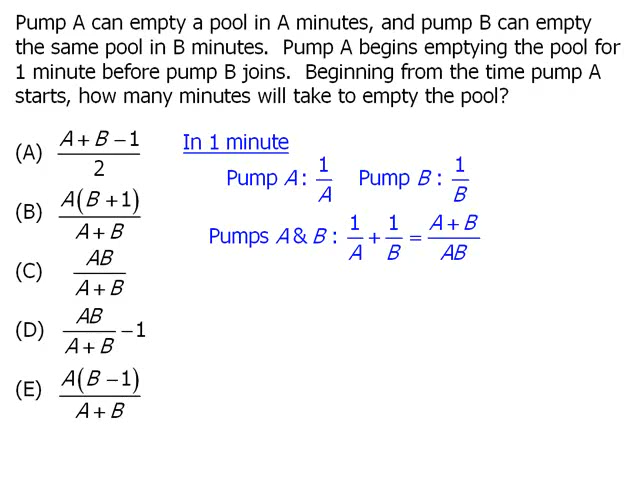 Pump A can empty a pool in A minutes, and pump B can empty
the same pool in B minutes.  Pump A begins emptying the pool for
1 minute before pump B joins.  Beginning from the time pump A
starts, how many minutes will take to empty the pool?
(A) (A + B − 1)/2
(B) A(B + 1)/(A + B)
(C) AB/(A + B)
(D) AB/(A + B) − 1
(E) A(B − 1)/(A + B)
In 1 minute
Pump A : 1/A  Pump B : 1/B
Pumps A & B : 1/A + 1/B = (A + B)/AB